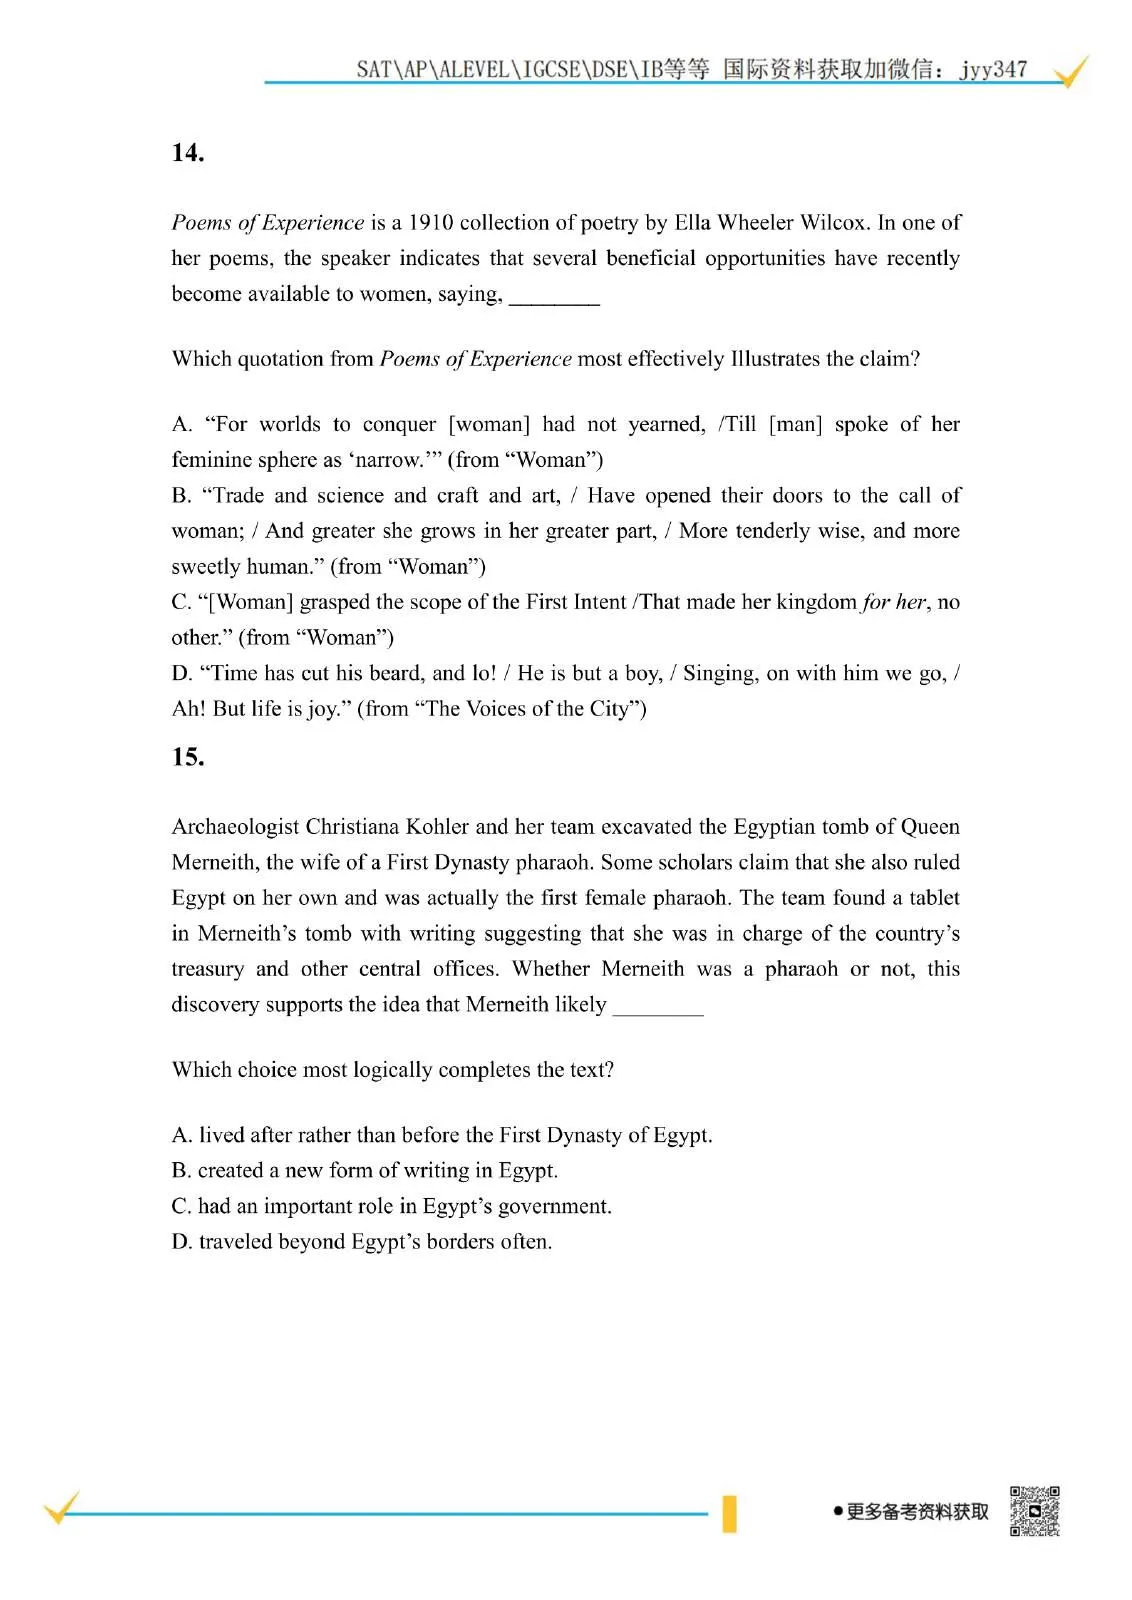 SAT\AP\ALEVEL\IGCSE\DSE\IB等等 国际资料获取加微信：jyy347
14.
Poems of Experience is a 1910 collection of poetry by Ella Wheeler Wilcox. In one of
her poems, the speaker indicates that several beneficial opportunities have recently
become available to women, saying, ________
Which quotation from Poems of Experience most effectively Illustrates the claim?
A. “For worlds to conquer [woman] had not yearned, /Till [man] spoke of her
feminine sphere as ‘narrow.’” (from “Woman”)
B. “Trade and science and craft and art, / Have opened their doors to the call of
woman; / And greater she grows in her greater part, / More tenderly wise, and more
sweetly human.” (from “Woman”)
C. “[Woman] grasped the scope of the First Intent /That made her kingdom for her, no
other.” (from “Woman”)
D. “Time has cut his beard, and lo! / He is but a boy, / Singing, on with him we go, /
Ah! But life is joy.” (from “The Voices of the City”)
15.
Archaeologist Christiana Kohler and her team excavated the Egyptian tomb of Queen
Merneith, the wife of a First Dynasty pharaoh. Some scholars claim that she also ruled
Egypt on her own and was actually the first female pharaoh. The team found a tablet
in Merneith’s tomb with writing suggesting that she was in charge of the country’s
treasury and other central offices. Whether Merneith was a pharaoh or not, this
discovery supports the idea that Merneith likely ________
Which choice most logically completes the text?
A. lived after rather than before the First Dynasty of Egypt.
B. created a new form of writing in Egypt.
C. had an important role in Egypt’s government.
D. traveled beyond Egypt’s borders often.
●更多备考资料获取